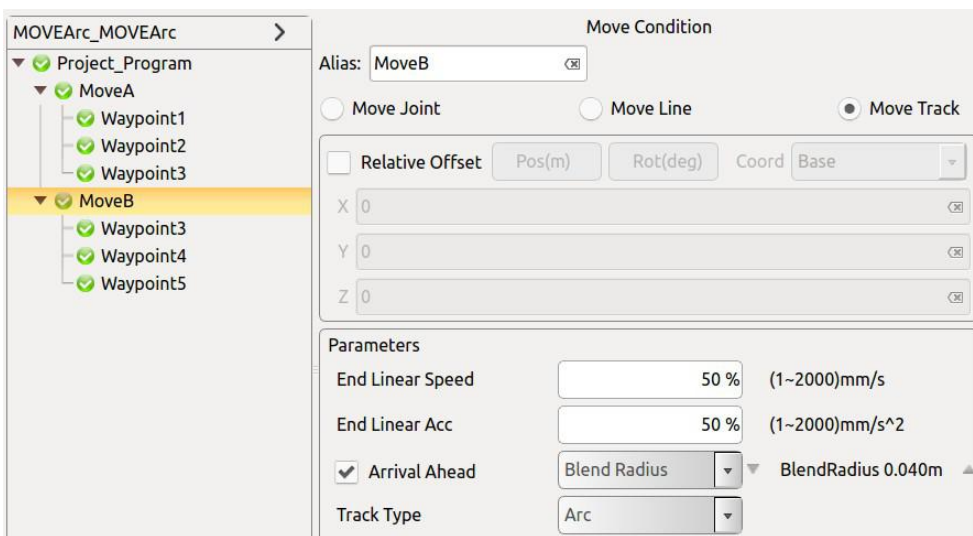 MOVEArc_MOVEArc
Project_Program
MoveA
Waypoint1
Waypoint2
Waypoint3
MoveB
Waypoint3
Waypoint4
Waypoint5
Move Condition
Alias: MoveB
Move Joint Move Line Move Track
Relative Offset Pos(m) Rot(deg) Coord Base
X 0
Y 0
Z 0
Parameters
End Linear Speed 50 % (1~2000)mm/s
End Linear Acc 50 % (1~2000)mm/s^2
Arrival Ahead Blend Radius BlendRadius 0.040m
Track Type Arc